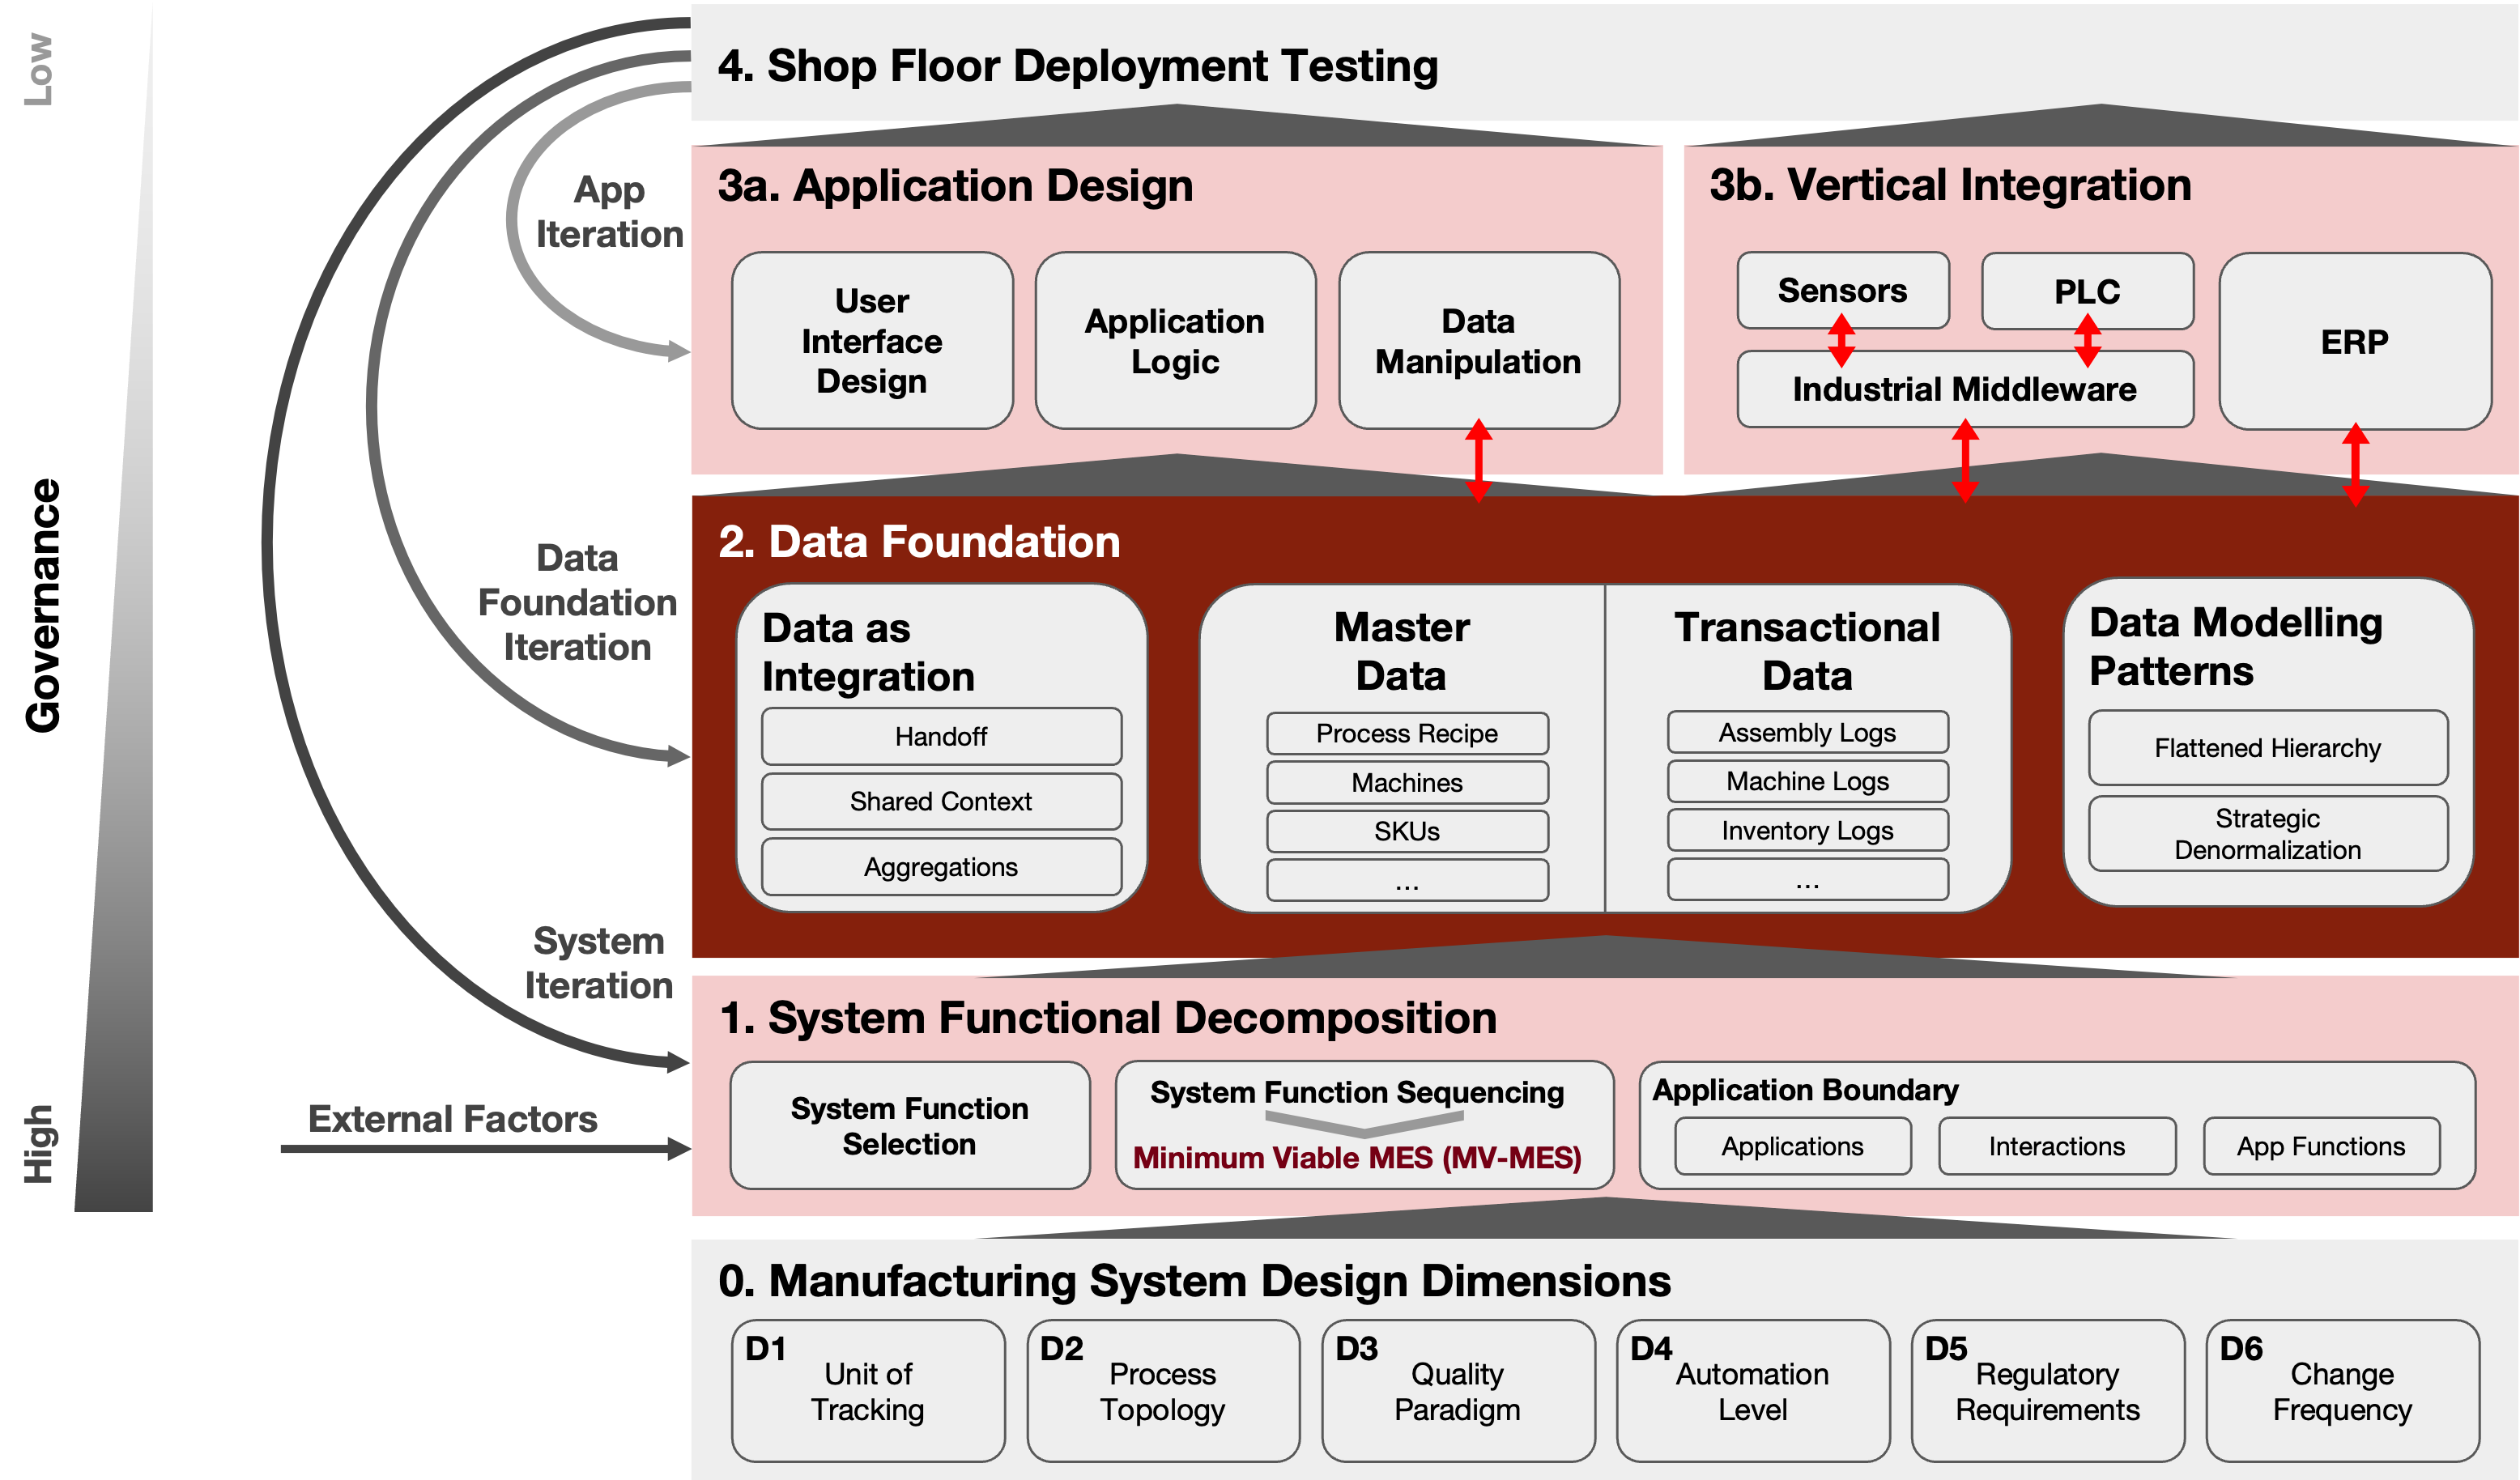 Low
Governance
High
4. Shop Floor Deployment Testing
App
Iteration
3a. Application Design
User
Interface
Design
Application
Logic
Data
Manipulation
3b. Vertical Integration
Sensors
PLC
Industrial Middleware
ERP
Data
Foundation
Iteration
2. Data Foundation
Data as
Integration
Handoff
Shared Context
Aggregations
Master
Data
Process Recipe
Machines
SKUs
...
Transactional
Data
Assembly Logs
Machine Logs
Inventory Logs
...
Data Modelling
Patterns
Flattened Hierarchy
Strategic
Denormalization
System
Iteration
External Factors
1. System Functional Decomposition
System Function
Selection
System Function Sequencing
Minimum Viable MES (MV-MES)
Application Boundary
Applications
Interactions
App Functions
0. Manufacturing System Design Dimensions
D1
Unit of
Tracking
D2
Process
Topology
D3
Quality
Paradigm
D4
Automation
Level
D5
Regulatory
Requirements
D6
Change
Frequency